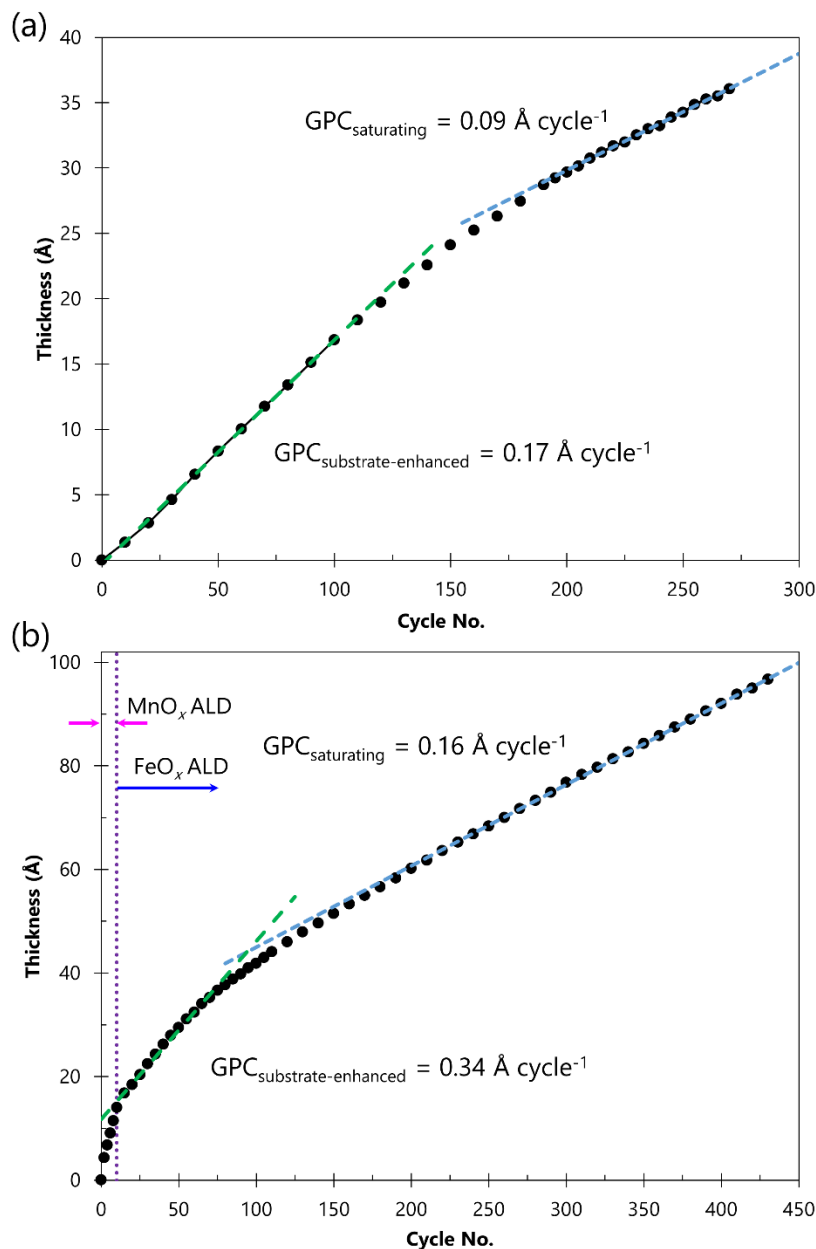 (a)
40
35
30
25
20
15
10
5
0
Thickness (Å)
GPCsaturating = 0.09 Å cycle-1
GPCsubstrate-enhanced = 0.17 Å cycle-1
0 50 100 150 200 250 300
Cycle No.
(b)
100
80
60
40
20
0
Thickness (Å)
MnOx ALD
FeOx ALD
GPCsaturating = 0.16 Å cycle-1
GPCsubstrate-enhanced = 0.34 Å cycle-1
0 50 100 150 200 250 300 350 400 450
Cycle No.